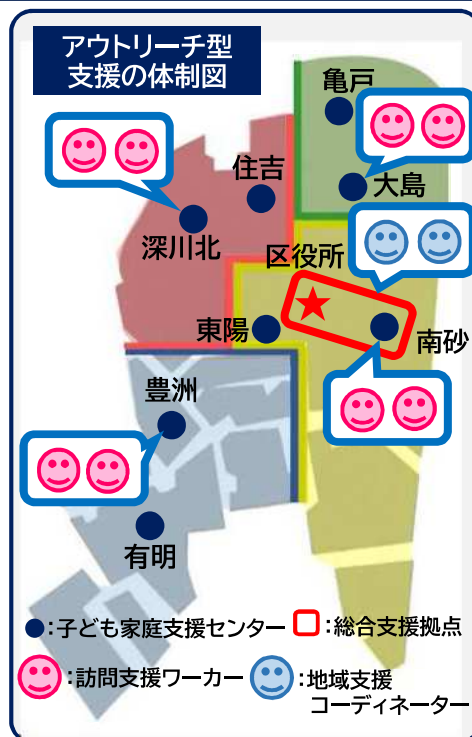 アウトリーチ型
支援の体制図
亀戸
住吉
大島
深川北
区役所
東陽
南砂
豊洲
有明
:子ども家庭支援センター
:総合支援拠点
:訪問支援ワーカー
:地域支援
コーディネーター